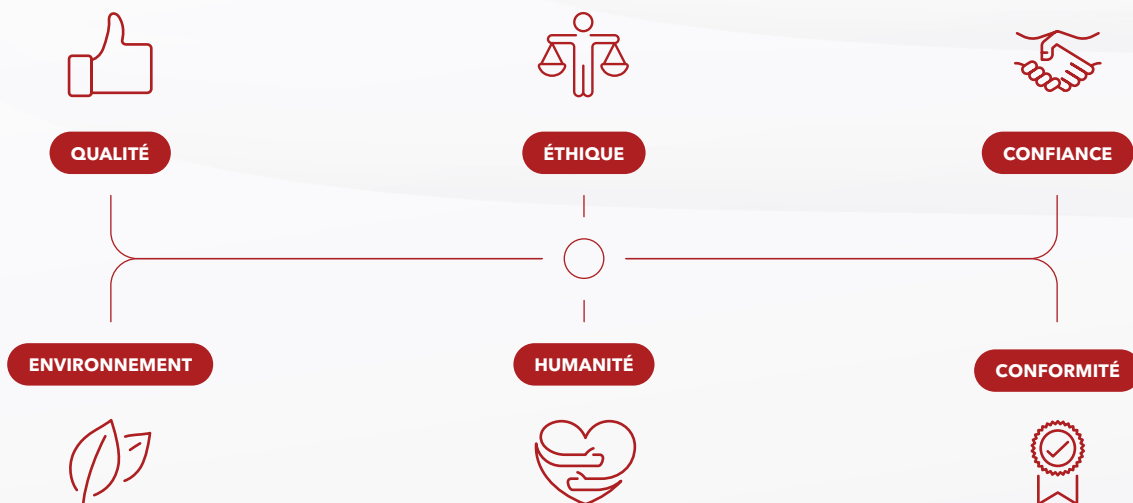 QUALITÉ
ÉTHIQUE
CONFIANCE
ENVIRONNEMENT
HUMANITÉ
CONFORMITÉ